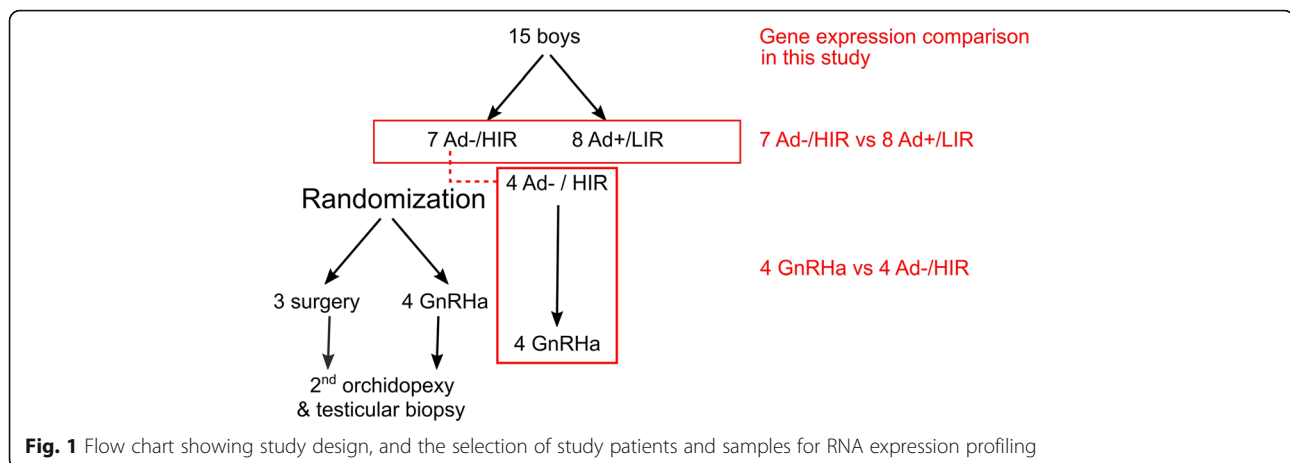 15 boys
Gene expression comparison
in this study
7 Ad-/HIR
8 Ad+/LIR
7 Ad-/HIR vs 8 Ad+/LIR
4 Ad- / HIR
Randomization
4 GnRHa vs 4 Ad-/HIR
3 surgery
4 GnRHa
4 GnRHa
2nd orchidopexy
& testicular biopsy
Fig. 1 Flow chart showing study design, and the selection of study patients and samples for RNA expression profiling